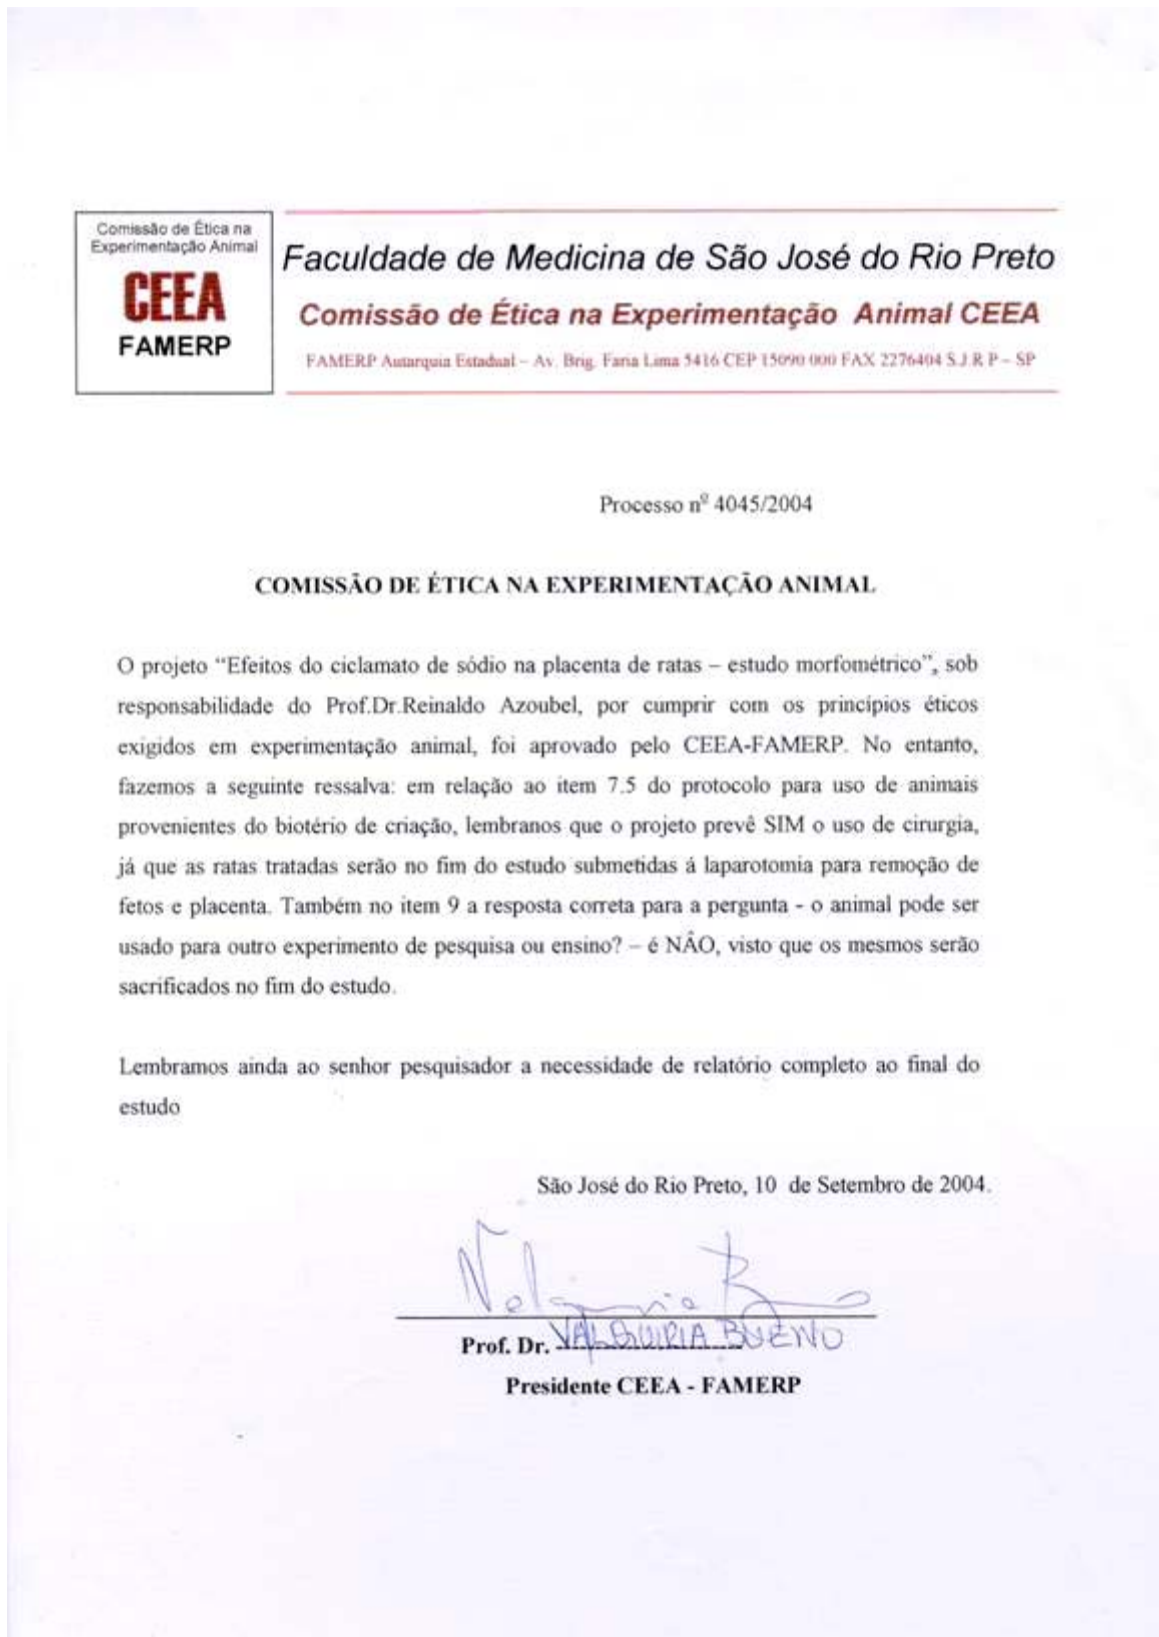 Comissão de Ética na
Experimentação Animal
CEEA
FAMERP
Faculdade de Medicina de São José do Rio Preto
Comissão de Ética na Experimentação Animal CEEA
FAMERP Autarquia Estadual – Av. Brig. Faria Lima 5416 CEP 15090 000 FAX 2276404 S.J.R P – SP
Processo nº 4045/2004
COMISSÃO DE ÉTICA NA EXPERIMENTAÇÃO ANIMAL
O projeto “Efeitos do ciclamato de sódio na placenta de ratas – estudo morfométrico”, sob
responsabilidade do Prof.Dr.Reinaldo Azoubel, por cumprir com os princípios éticos
exigidos em experimentação animal, foi aprovado pelo CEEA-FAMERP. No entanto,
fazemos a seguinte ressalva: em relação ao item 7.5 do protocolo para uso de animais
provenientes do biotério de criação, lembranos que o projeto prevê SIM o uso de cirurgia,
já que as ratas tratadas serão no fim do estudo submetidas á laparotomia para remoção de
fetos e placenta. Também no item 9 a resposta correta para a pergunta - o animal pode ser
usado para outro experimento de pesquisa ou ensino? – é NÂO, visto que os mesmos serão
sacrificados no fim do estudo.
Lembramos ainda ao senhor pesquisador a necessidade de relatório completo ao final do
estudo
São José do Rio Preto, 10 de Setembro de 2004.
Prof. Dr. VALQUIRIA BUENO
Presidente CEEA - FAMERP